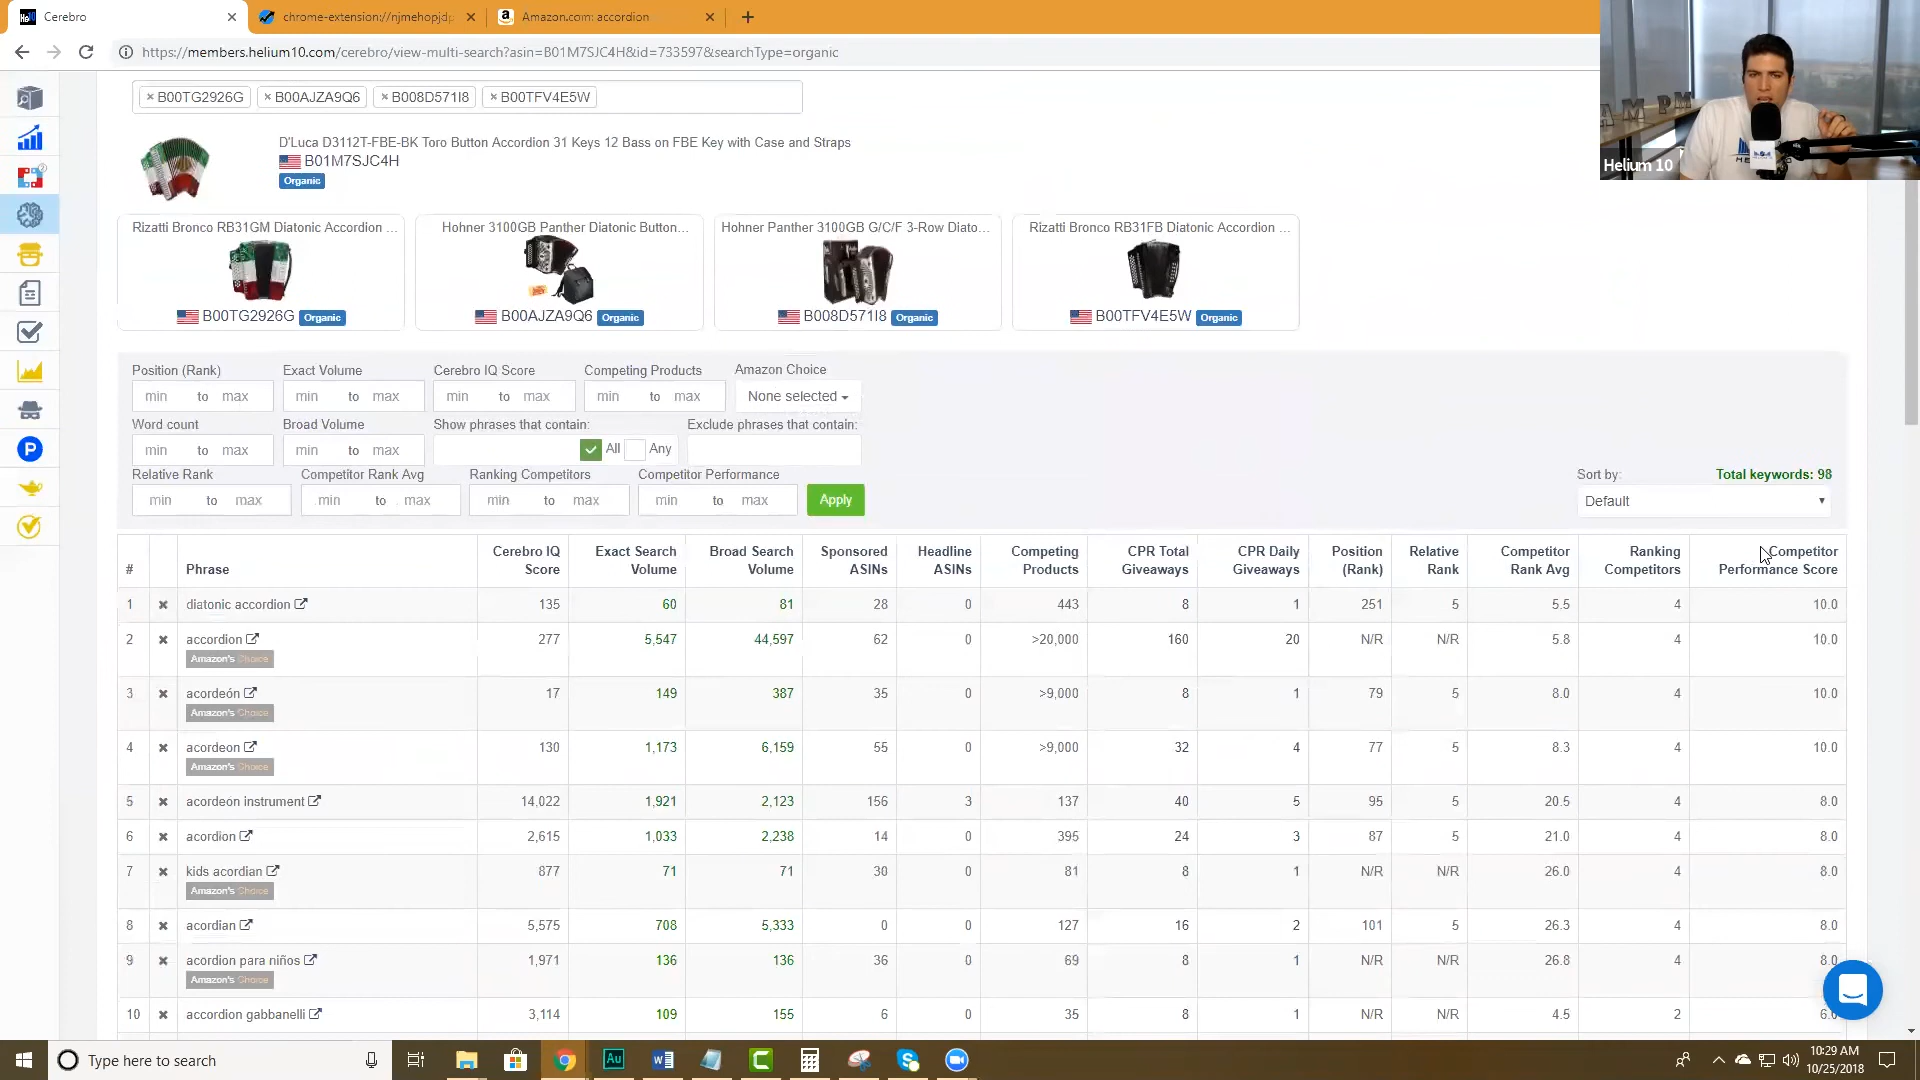 Cerebro
chrome-extension://njmehopjdp
Amazon.com: accordion
https://members.helium10.com/cerebro/view-multi-search?asin=B01M7SJC4H&id=733597&searchType=organic
× B00TG2926G × B00AJZA9Q6 × B008D571I8 × B00TFV4E5W
D'Luca D3112T-FBE-BK Toro Button Accordion 31 Keys 12 Bass on FBE Key with Case and Straps
B01M7SJC4H
Organic
Helium 10
Rizatti Bronco RB31GM Diatonic Accordion ...
B00TG2926G Organic
Hohner 3100GB Panther Diatonic Button...
B00AJZA9Q6 Organic
Hohner Panther 3100GB G/C/F 3-Row Diato...
B008D571I8 Organic
Rizatti Bronco RB31FB Diatonic Accordion ...
B00TFV4E5W Organic
Position (Rank) Exact Volume Cerebro IQ Score Competing Products Amazon Choice
min to max min to max min to max min to max None selected
Word count Broad Volume Show phrases that contain: Exclude phrases that contain:
min to max min to max All Any
Relative Rank Competitor Rank Avg Ranking Competitors Competitor Performance Sort by: Total keywords: 98
min to max min to max min to max min to max Apply Default
# Phrase Cerebro IQ Score Exact Search Volume Broad Search Volume Sponsored ASINs Headline ASINs Competing Products CPR Total Giveaways CPR Daily Giveaways Position (Rank) Relative Rank Competitor Rank Avg Ranking Competitors Competitor Performance Score
1 diatonic accordion 135 60 81 28 0 443 8 1 251 5 5.5 4 10.0
2 accordion 277 5,547 44,597 62 0 >20,000 160 20 N/R N/R 5.8 4 10.0
Amazon's Choice
3 acordeón 17 149 387 35 0 >9,000 8 1 79 5 8.0 4 10.0
Amazon's Choice
4 acordeon 130 1,173 6,159 55 0 >9,000 32 4 77 5 8.3 4 10.0
Amazon's Choice
5 acordeon instrument 14,022 1,921 2,123 156 3 137 40 5 95 5 20.5 4 8.0
6 acordion 2,615 1,033 2,238 14 0 395 24 3 87 5 21.0 4 8.0
7 kids acordian 877 71 71 30 0 81 8 1 N/R N/R 26.0 4 8.0
Amazon's Choice
8 acordian 5,575 708 5,333 0 0 127 16 2 101 5 26.3 4 8.0
9 acordion para niños 1,971 136 136 36 0 69 8 1 N/R N/R 26.8 4 8.0
Amazon's Choice
10 accordion gabbanelli 3,114 109 155 6 0 35 8 1 N/R N/R 4.5 2 6.0
Type here to search
10:29 AM
10/25/2018